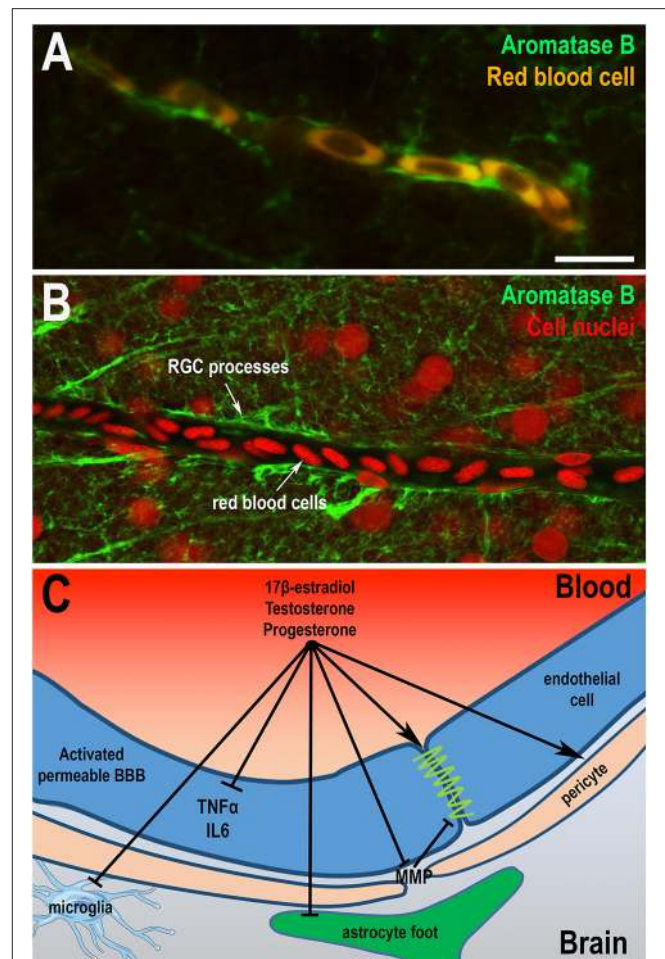 A
Aromatase B
Red blood cell
B
Aromatase B
Cell nuclei
RGC processes
red blood cells
C
17β-estradiol
Testosterone
Progesterone
Blood
endothelial
cell
Activated
permeable BBB
TNFα
IL6
pericyte
MMP
microglia
astrocyte foot
Brain